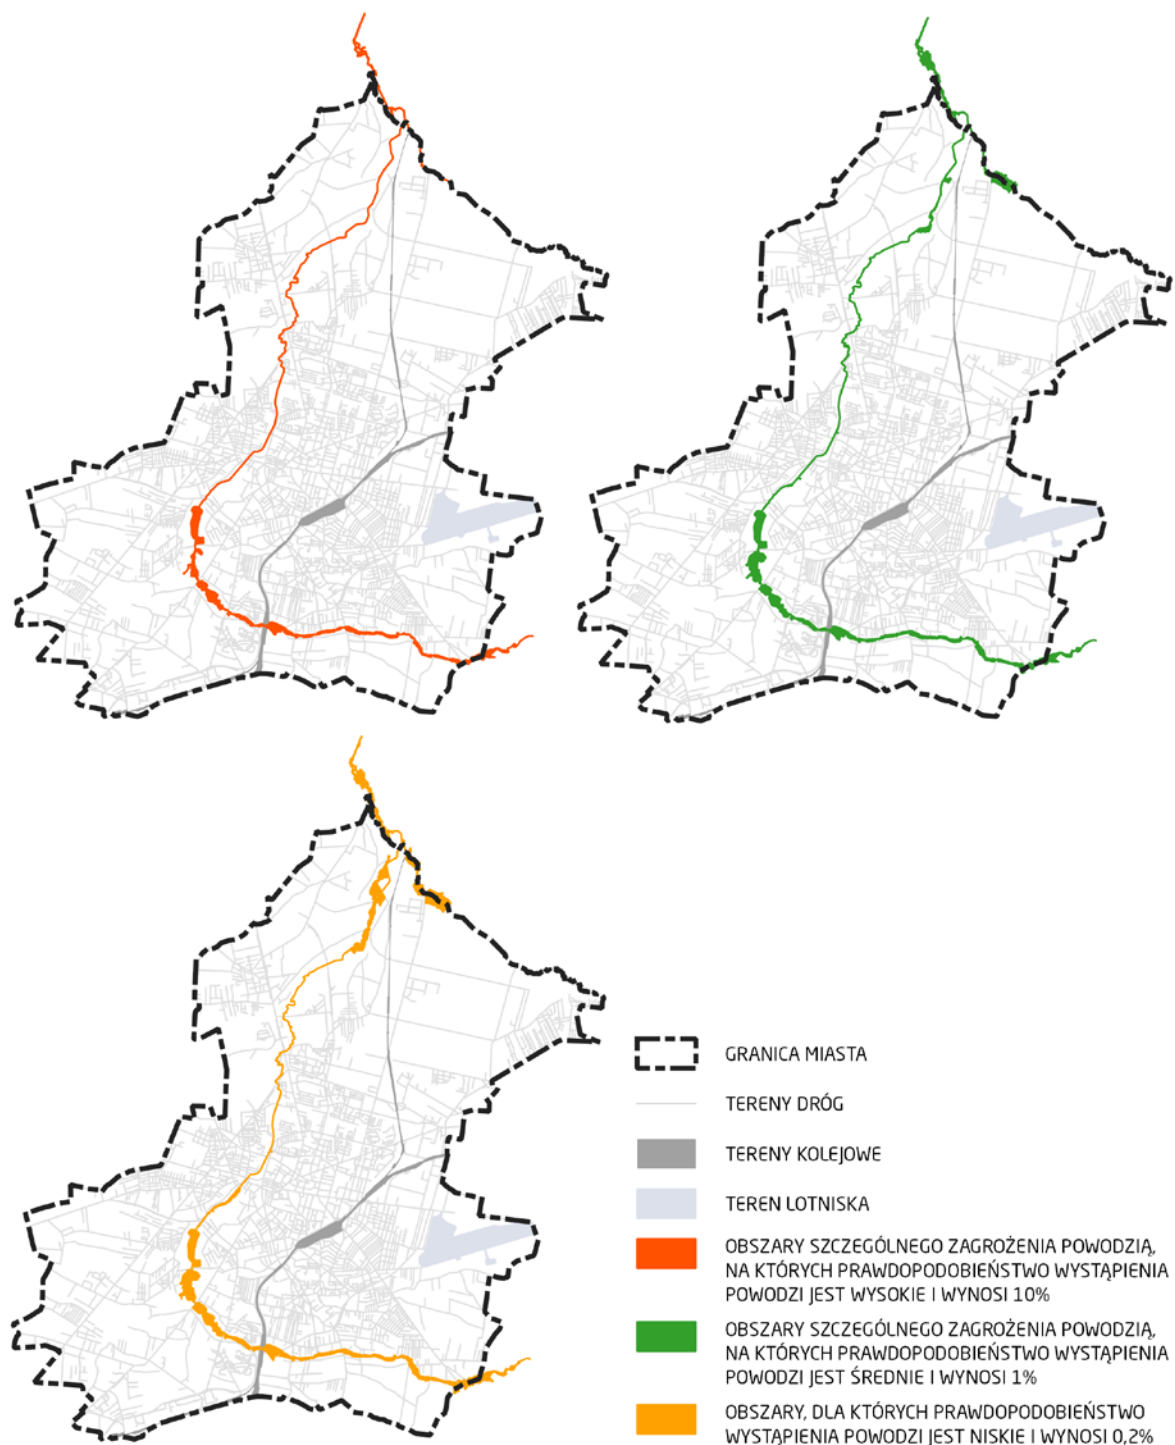 GRANICA MIASTA
TERENY DRÓG
TERENY KOLEJOWE
TEREN LOTNISKA
OBSZARY SZCZEGÓLNEGO ZAGROŻENIA POWODZIĄ,
NA KTÓRYCH PRAWDOPODOBIEŃSTWO WYSTĄPIENIA
POWODZI JEST WYSOKIE I WYNOSI 10%
OBSZARY SZCZEGÓLNEGO ZAGROŻENIA POWODZIĄ,
NA KTÓRYCH PRAWDOPODOBIEŃSTWO WYSTĄPIENIA
POWODZI JEST ŚREDNIE I WYNOSI 1%
OBSZARY, DLA KTÓRYCH PRAWDOPODOBIEŃSTWO
WYSTĄPIENIA POWODZI JEST NISKIE I WYNOSI 0,2%